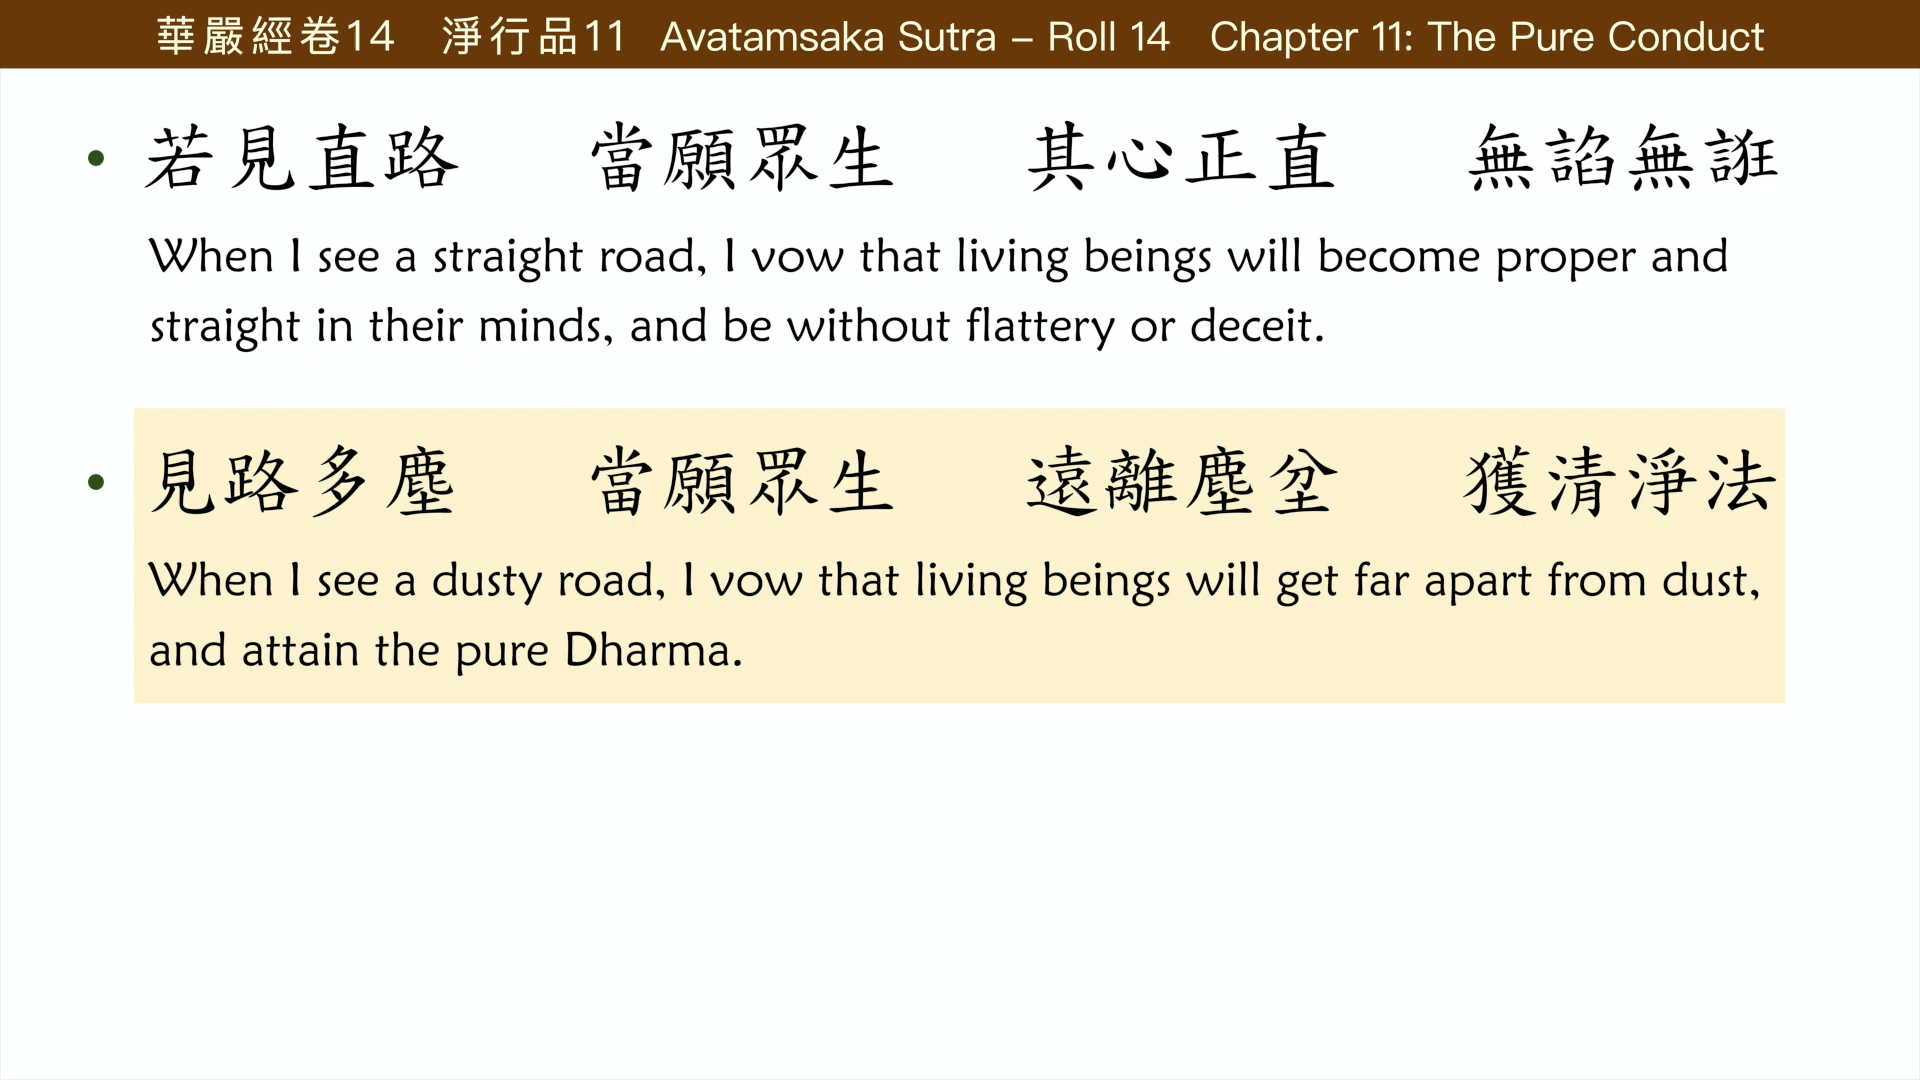 華嚴經卷14 淨行品11 Avatamsaka Sutra – Roll 14 Chapter 11: The Pure Conduct
• 若見直路 當願眾生 其心正直 無諂無誑
When I see a straight road, I vow that living beings will become proper and
straight in their minds, and be without flattery or deceit.
• 見路多塵 當願眾生 遠離塵坌 獲清淨法
When I see a dusty road, I vow that living beings will get far apart from dust,
and attain the pure Dharma.